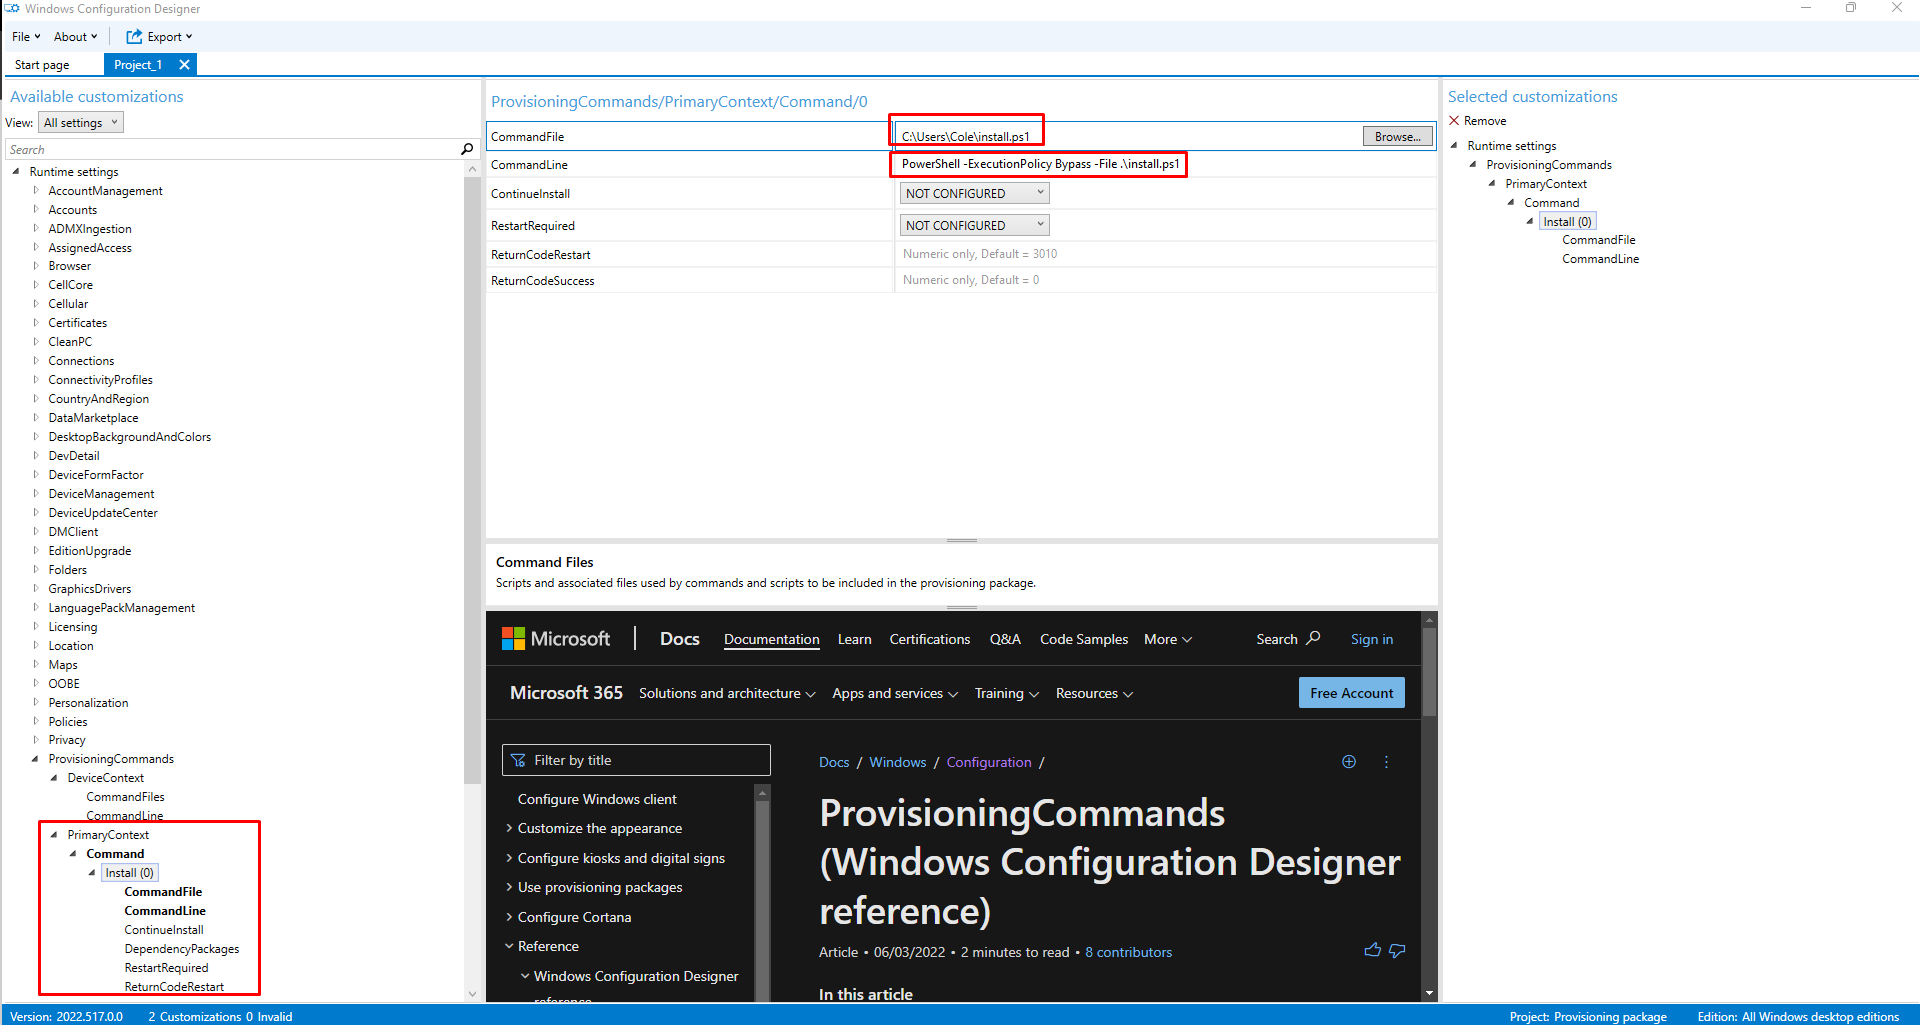 Windows Configuration Designer
File About Export
Start page Project_1
Available customizations
View: All settings
Search
Runtime settings
AccountManagement
Accounts
ADMXIngestion
AssignedAccess
Browser
CellCore
Cellular
Certificates
CleanPC
Connections
ConnectivityProfiles
CountryAndRegion
DataMarketplace
DesktopBackgroundAndColors
DevDetail
DeviceFormFactor
DeviceManagement
DeviceUpdateCenter
DMClient
EditionUpgrade
Folders
GraphicsDrivers
LanguagePackManagement
Licensing
Location
Maps
OOBE
Personalization
Policies
Privacy
ProvisioningCommands
DeviceContext
CommandFiles
CommandLine
PrimaryContext
Command
Install (0)
CommandFile
CommandLine
ContinueInstall
DependencyPackages
RestartRequired
ReturnCodeRestart
ProvisioningCommands/PrimaryContext/Command/0
CommandFile C:\Users\Cole\install.ps1 Browse...
CommandLine PowerShell -ExecutionPolicy Bypass -File .\install.ps1
ContinueInstall NOT CONFIGURED
RestartRequired NOT CONFIGURED
ReturnCodeRestart Numeric only, Default = 3010
ReturnCodeSuccess Numeric only, Default = 0
Command Files
Scripts and associated files used by commands and scripts to be included in the provisioning package.
Microsoft Docs Documentation Learn Certifications Q&A Code Samples More Search Sign in
Microsoft 365 Solutions and architecture Apps and services Training Resources Free Account
Filter by title
Configure Windows client
Customize the appearance
Configure kiosks and digital signs
Use provisioning packages
Configure Cortana
Reference
Windows Configuration Designer
reference
Docs / Windows / Configuration /
ProvisioningCommands
(Windows Configuration Designer
reference)
Article • 06/03/2022 • 2 minutes to read • 8 contributors
In this article
Selected customizations
Remove
Runtime settings
ProvisioningCommands
PrimaryContext
Command
Install (0)
CommandFile
CommandLine
Version: 2022.517.0.0 2 Customizations 0 Invalid Project: Provisioning package Edition: All Windows desktop editions